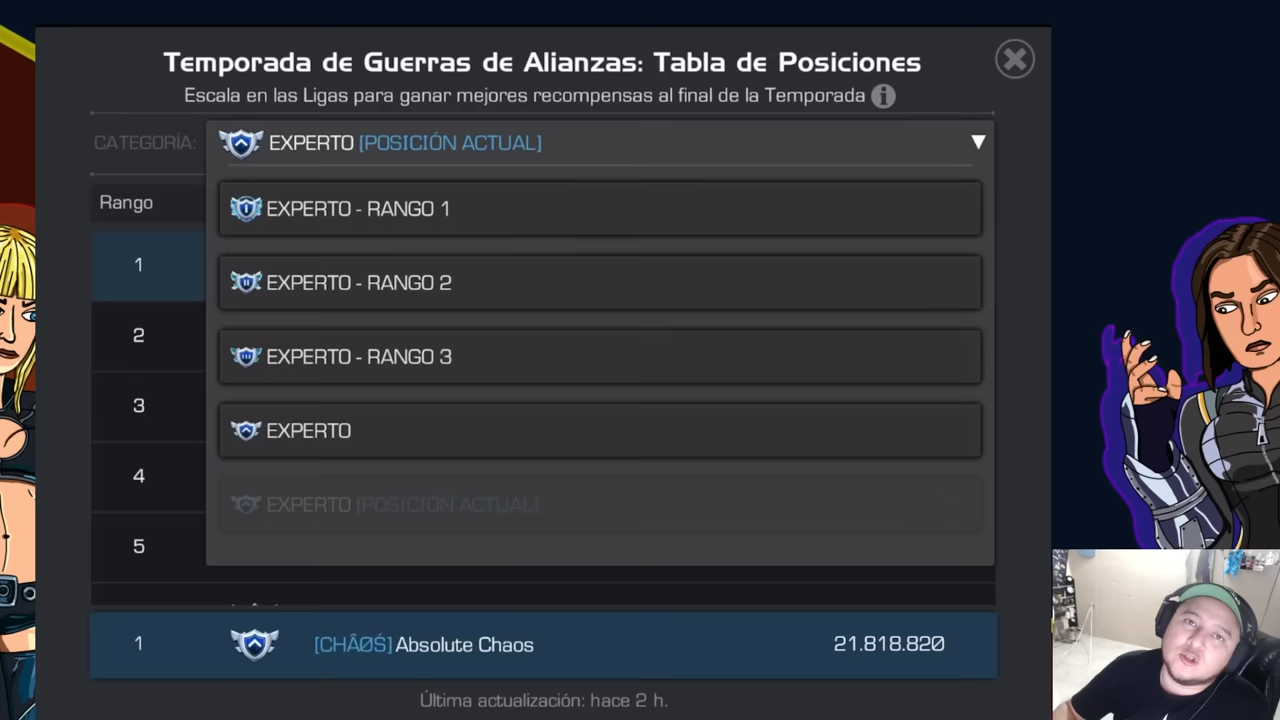 Temporada de Guerras de Alianzas: Tabla de Posiciones
Escala en las Ligas para ganar mejores recompensas al final de la Temporada i
CATEGORÍA: EXPERTO [POSICIÓN ACTUAL]
Rango
EXPERTO - RANGO 1
1
EXPERTO - RANGO 2
2
EXPERTO - RANGO 3
3
EXPERTO
4
EXPERTO [POSICIÓN ACTUAL]
5
1 [CHÂØŚ] Absolute Chaos 21.818.820
Última actualización: hace 2 h.